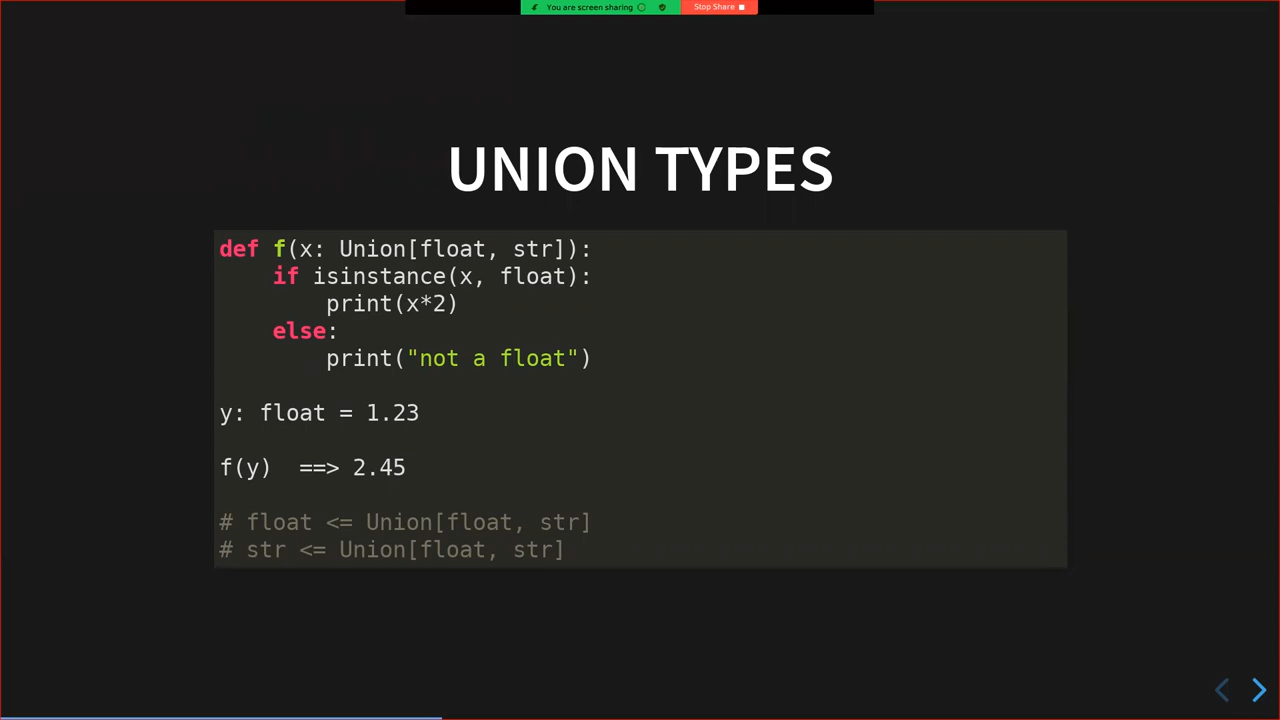 You are screen sharing
Stop Share
UNION TYPES
def f(x: Union[float, str]):
    if isinstance(x, float):
        print(x*2)
    else:
        print("not a float")
y: float = 1.23
f(y)  ==> 2.45
# float <= Union[float, str]
# str <= Union[float, str]